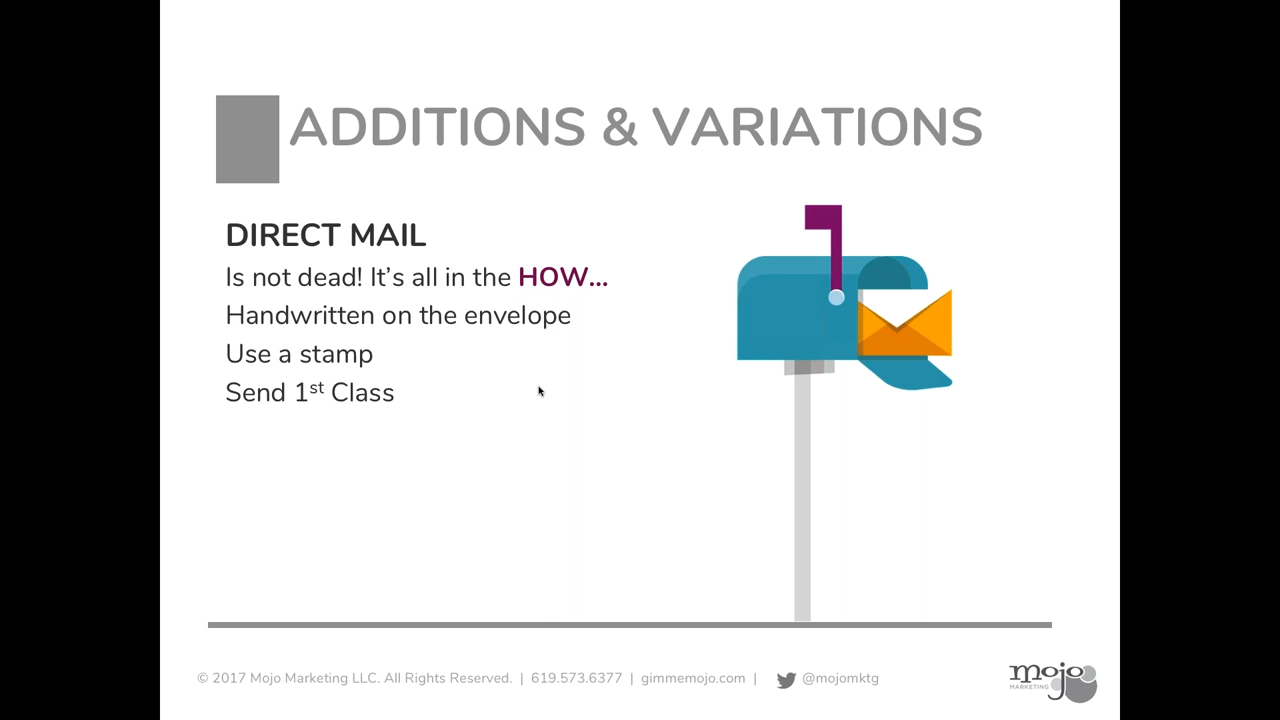 ADDITIONS & VARIATIONS
DIRECT MAIL
Is not dead! It’s all in the HOW...
Handwritten on the envelope
Use a stamp
Send 1st Class
© 2017 Mojo Marketing LLC. All Rights Reserved. | 619.573.6377 | gimmemojo.com | @mojomktg
mojo
MARKETING